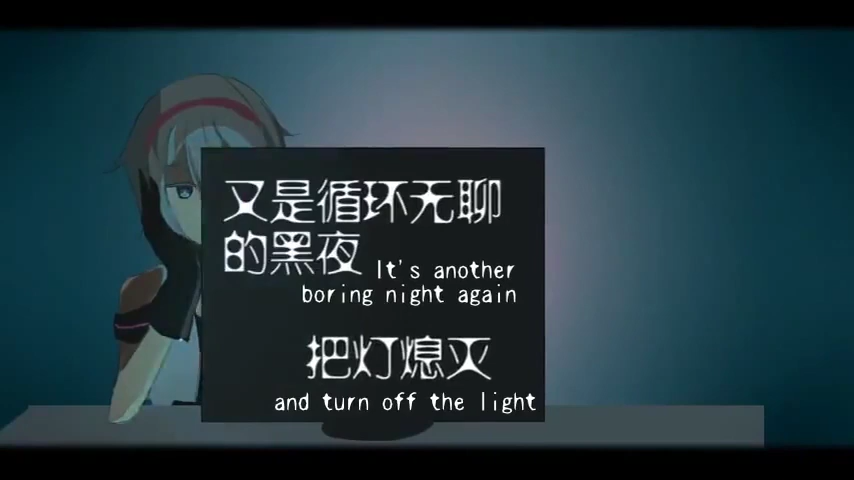 又是循环无聊
的黑夜 It's another
boring night again
把灯熄灭
and turn off the light